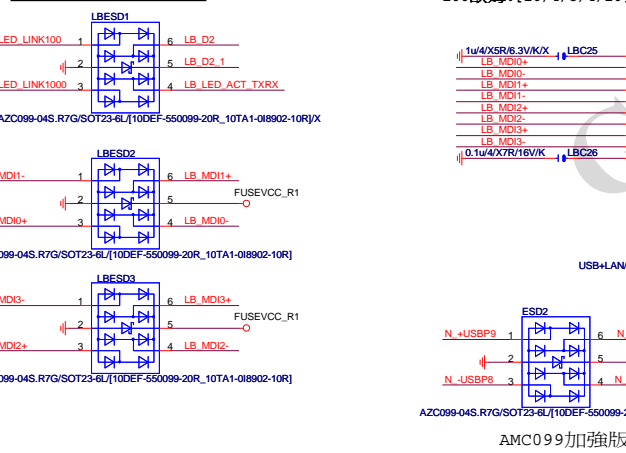 LBESD1
LED_LINK100 1 6 LB_D2
2 5 LB_D2_1
LED_LINK1000 3 4 LB_LED_ACT_TXRX
AZC099-04S.R7G/SOT23-6L/[10DEF-550099-20R_10TA1-0I8902-10R]/X
LBESD2
MDI1- 1 6 LB_MDI1+
2 5 FUSEVCC_R1
MDI0+ 3 4 LB_MDI0-
099-04S.R7G/SOT23-6L/[10DEF-550099-20R_10TA1-0I8902-10R]
LBESD3
MDI3- 1 6 LB_MDI3+
2 5 FUSEVCC_R1
MDI2+ 3 4 LB_MDI2-
099-04S.R7G/SOT23-6L/[10DEF-550099-20R_10TA1-0I8902-10R]
1u/4/X5R/6.3V/K/X LBC25
LB_MDI0+
LB_MDI0-
LB_MDI1+
LB_MDI1-
LB_MDI2+
LB_MDI2-
LB_MDI3+
LB_MDI3-
0.1u/4/X7R/16V/K LBC26
USB+LAN/
ESD2
N_+USBP9 1 6 N_
2 5
N_-USBP8 3 4 N_
AZC099-04S.R7G/SOT23-6L/[10DEF-550099-2
AMC099加強版